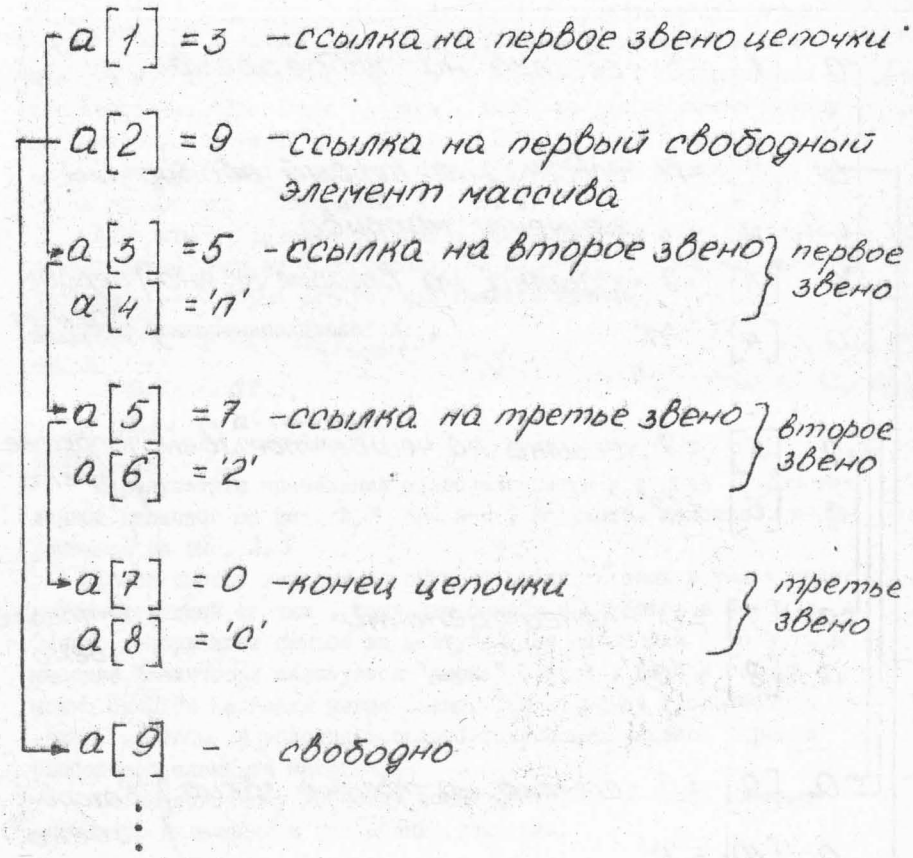 a[1] =3 -ссылка на первое звено цепочки
a[2] =9 -ссылка на первый свободный
элемент массива
a[3] =5 -ссылка на второе звено } первое
звено
a[4] ='п'
a[5] =7 -ссылка на третье звено } второе
звено
a[6] ='2'
a[7] =0 -конец цепочки } третье
звено
a[8] ='0'
a[9] - свободно
⋮